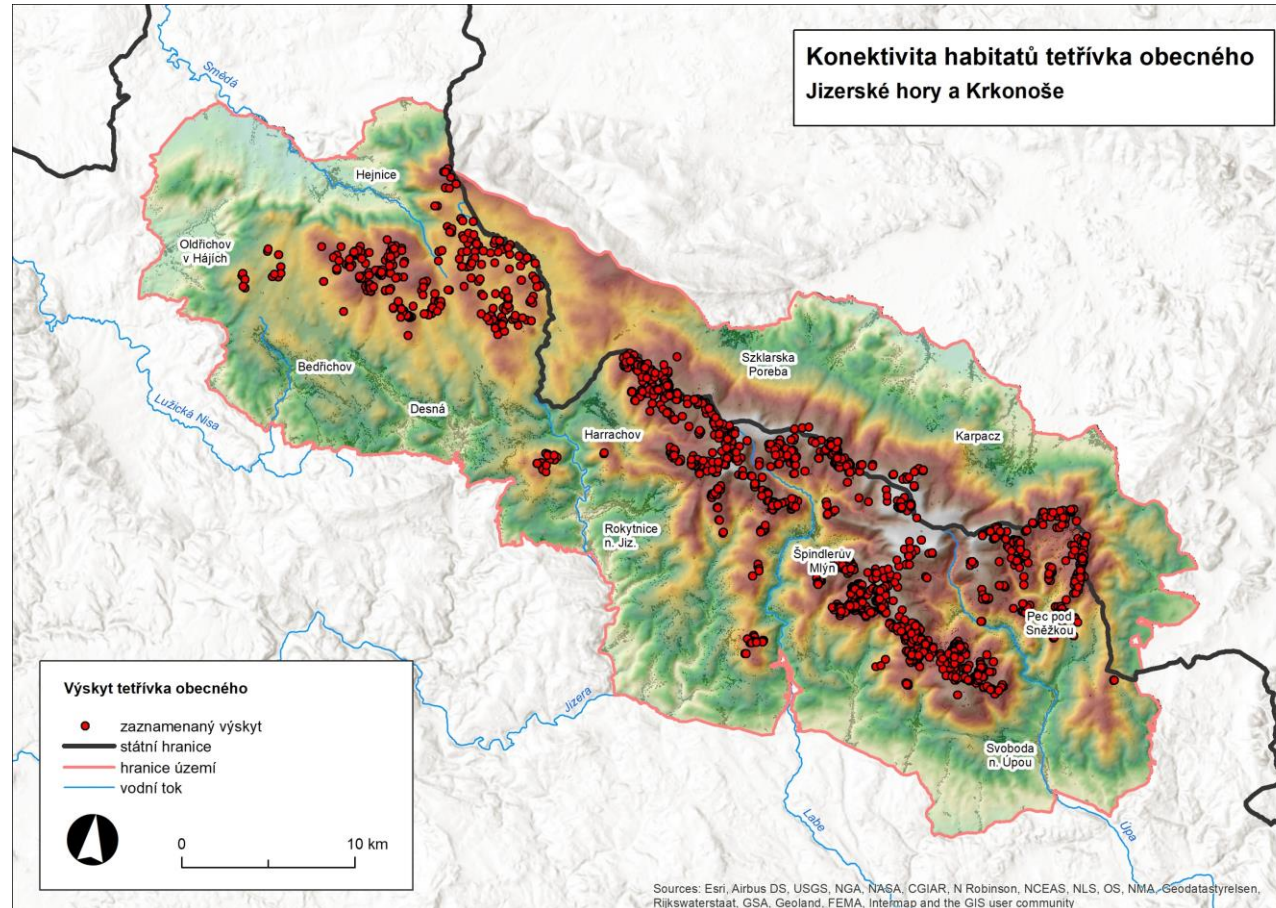 Konektivita habitatů tetřívka obecného
Jizerské hory a Krkonoše
Smědá
Hejnice
Oldřichov
v Hájích
Bedřichov
Lužická Nisa
Desná
Szklarska
Poreba
Harrachov
Karpacz
Rokytnice
n. Jiz.
Špindlerův
Mlýn
Pec pod
Sněžkou
Jizera
Svoboda
n. Úpou
Labe
Úpa
Výskyt tetřívka obecného
zaznamenaný výskyt
státní hranice
hranice území
vodní tok
0 10 km
Sources: Esri, Airbus DS, USGS, NGA, NASA, CGIAR, N Robinson, NCEAS, NLS, OS, NMA, Geodatastyrelsen,
Rijkswaterstaat, GSA, Geoland, FEMA, Intermap and the GIS user community